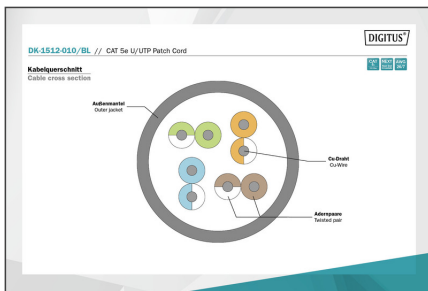 DIGITUS®
DK-1512-010/BL // CAT 5e U/UTP Patch Cord
Kabelquerschnitt
Cable cross section
Außenmantel
Outer jacket
Cu-Draht
Cu-Wire
Adernpaare
Twisted pair